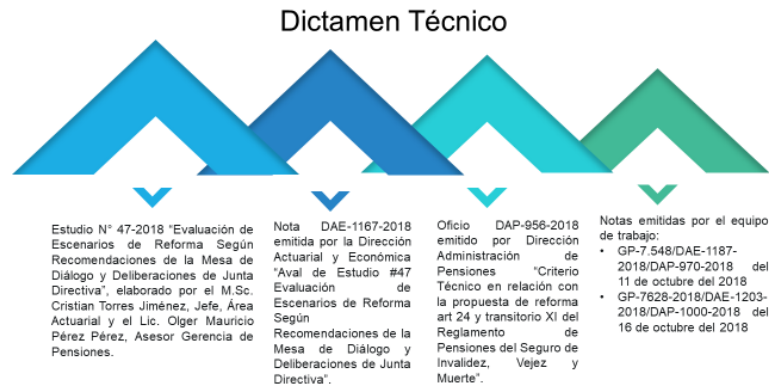 Dictamen Técnico
Estudio N° 47-2018 "Evaluación de
Escenarios de Reforma Según
Recomendaciones de la Mesa de
Diálogo y Deliberaciones de Junta
Directiva", elaborado por el M.Sc.
Cristian Torres Jiménez, Jefe, Área
Actuarial y el Lic. Olger Mauricio
Pérez Pérez, Asesor Gerencia de
Pensiones.
Nota DAE-1167-2018
emitida por la Dirección
Actuarial y Económica
"Aval de Estudio #47
Evaluación de
Escenarios de Reforma
Según
Recomendaciones de la
Mesa de Diálogo y
Deliberaciones de Junta
Directiva".
Oficio DAP-956-2018
emitido por Dirección
Administración de
Pensiones "Criterio
Técnico en relación con
la propuesta de reforma
art 24 y transitorio XI del
Reglamento de
Pensiones del Seguro de
Invalidez, Vejez y
Muerte".
Notas emitidas por el equipo
de trabajo:
• GP-7.548/DAE-1187-
2018/DAP-970-2018 del
11 de octubre del 2018
• GP-7628-2018/DAE-1203-
2018/DAP-1000-2018 del
16 de octubre del 2018